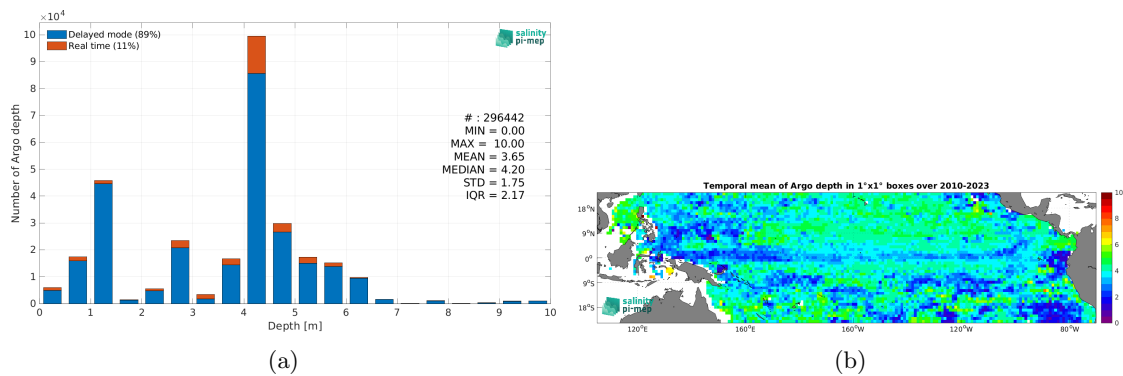 ×10⁴
Delayed mode (89%)
Real time (11%)
salinity
pi-mep
10
9
8
7
6
5
4
3
2
1
0
Number of Argo depth
# : 296442
MIN = 0.00
MAX = 10.00
MEAN = 3.65
MEDIAN = 4.20
STD = 1.75
IQR = 2.17
0 1 2 3 4 5 6 7 8 9 10
Depth [m]
(a)
Temporal mean of Argo depth in 1°x1° boxes over 2010-2023
18°N
9°N
0°
9°S
18°S
salinity
pi-mep
120°E 160°E 160°W 120°W 80°W
10
8
6
4
2
0
(b)